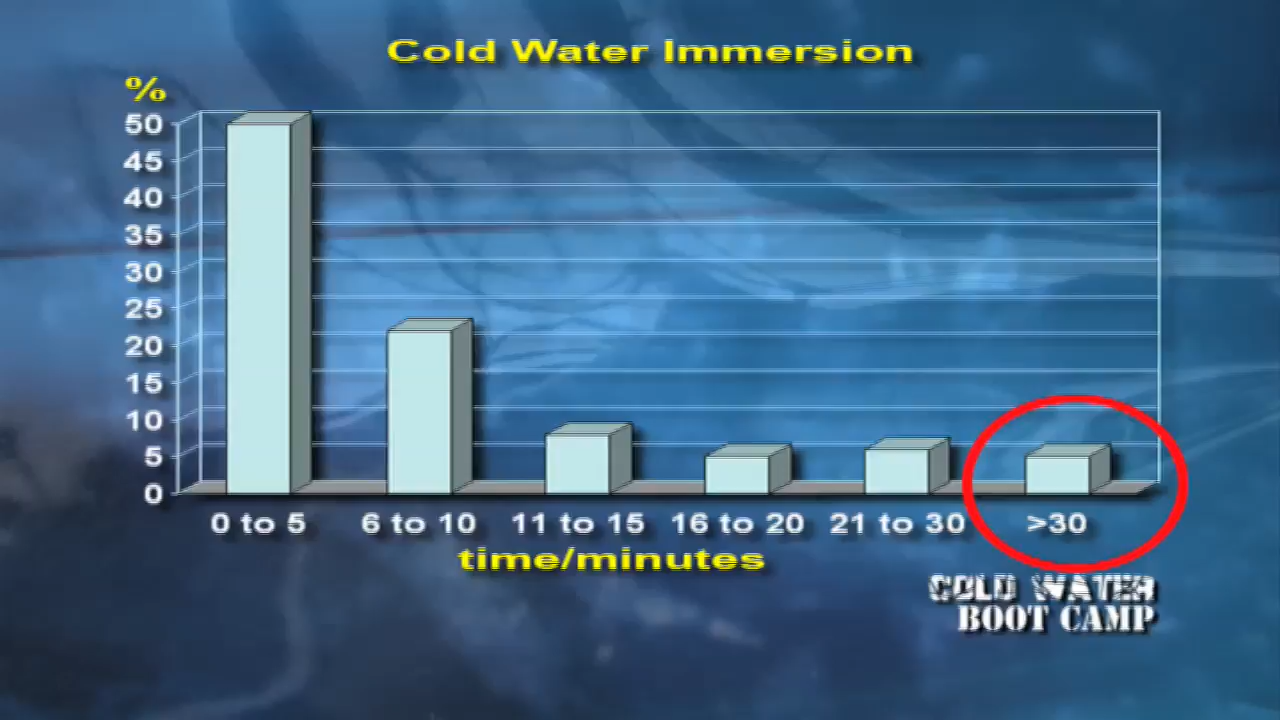 Cold Water Immersion
%
50
45
40
35
30
25
20
15
10
5
0
0 to 5 6 to 10 11 to 15 16 to 20 21 to 30 >30
time/minutes
COLD WATER
BOOT CAMP